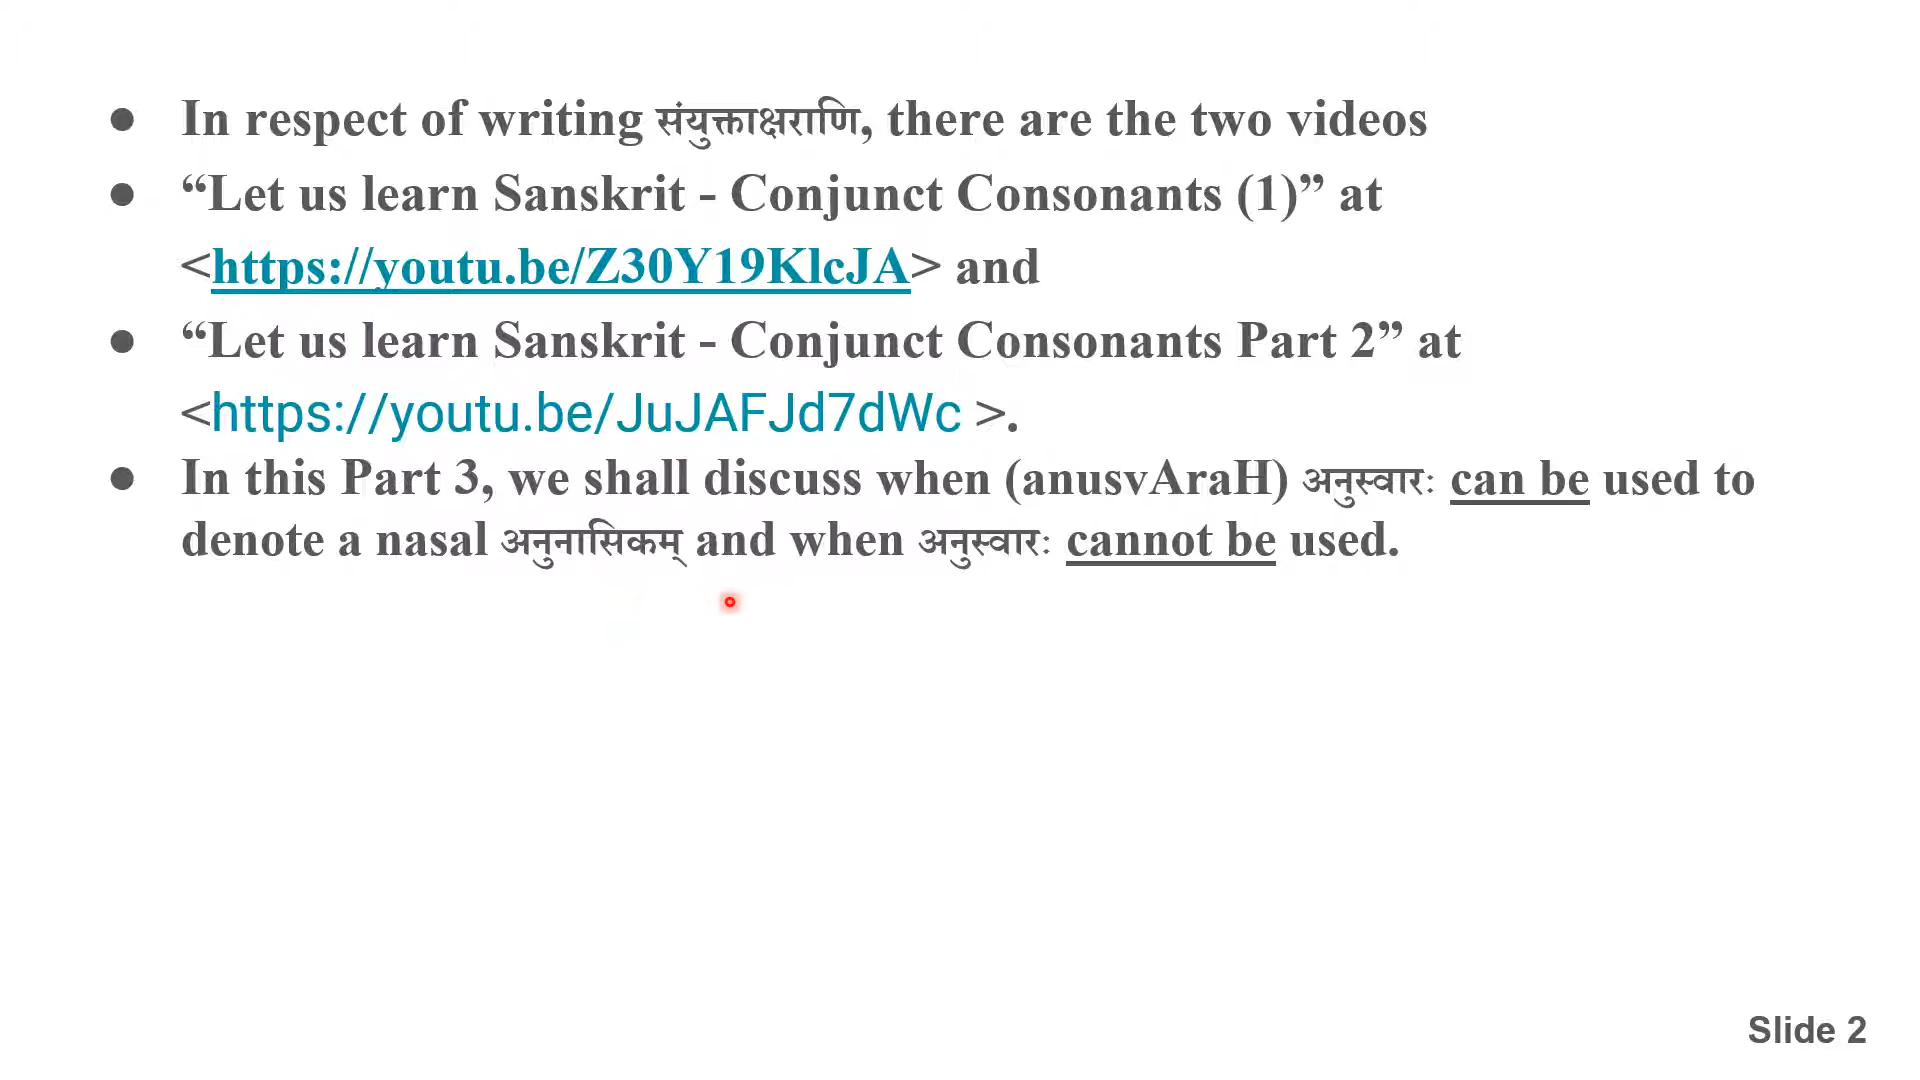 ● In respect of writing संयुक्ताक्षराणि, there are the two videos
● “Let us learn Sanskrit - Conjunct Consonants (1)” at
<https://youtu.be/Z30Y19KlcJA> and
● “Let us learn Sanskrit - Conjunct Consonants Part 2” at
<https://youtu.be/JuJAFJd7dWc >.
● In this Part 3, we shall discuss when (anusvAraH) अनुस्वारः can be used to
denote a nasal अनुनासिकम् and when अनुस्वारः cannot be used.
Slide 2